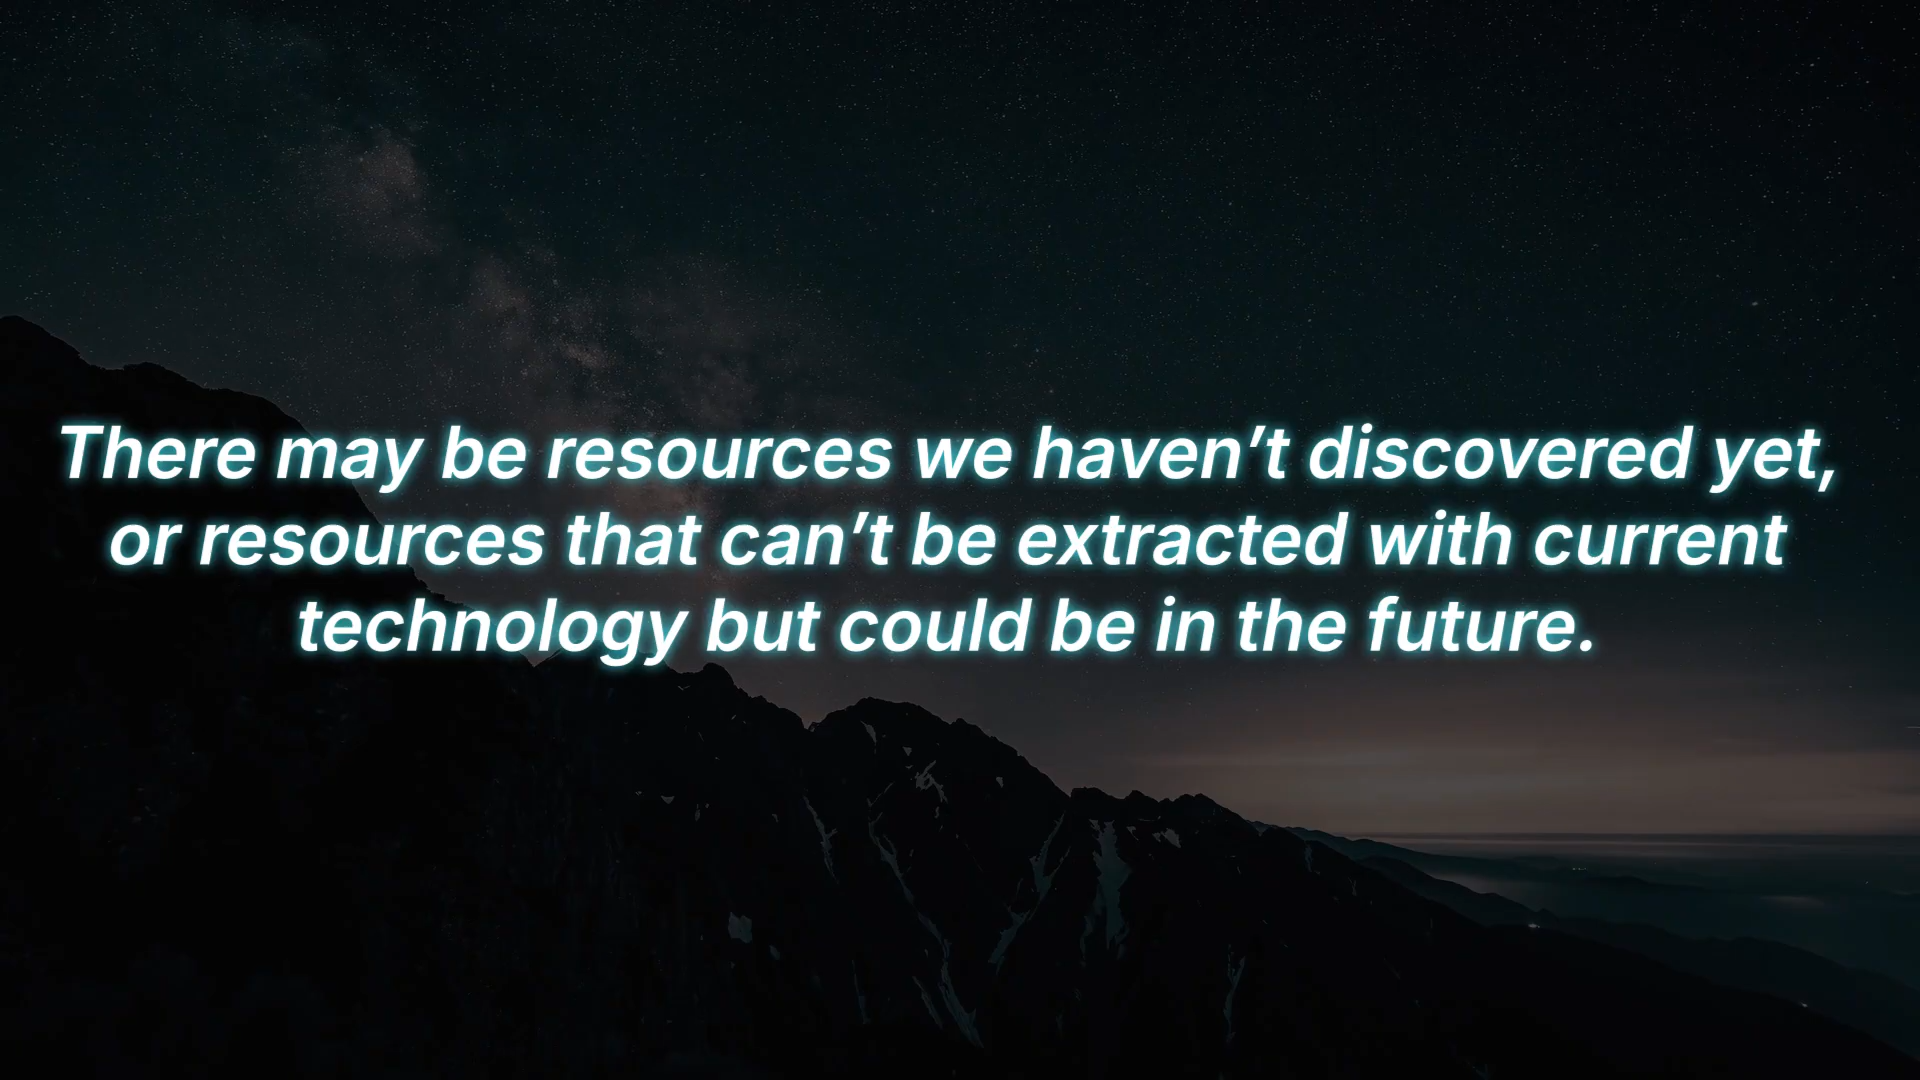 There may be resources we haven’t discovered yet,
or resources that can’t be extracted with current
technology but could be in the future.